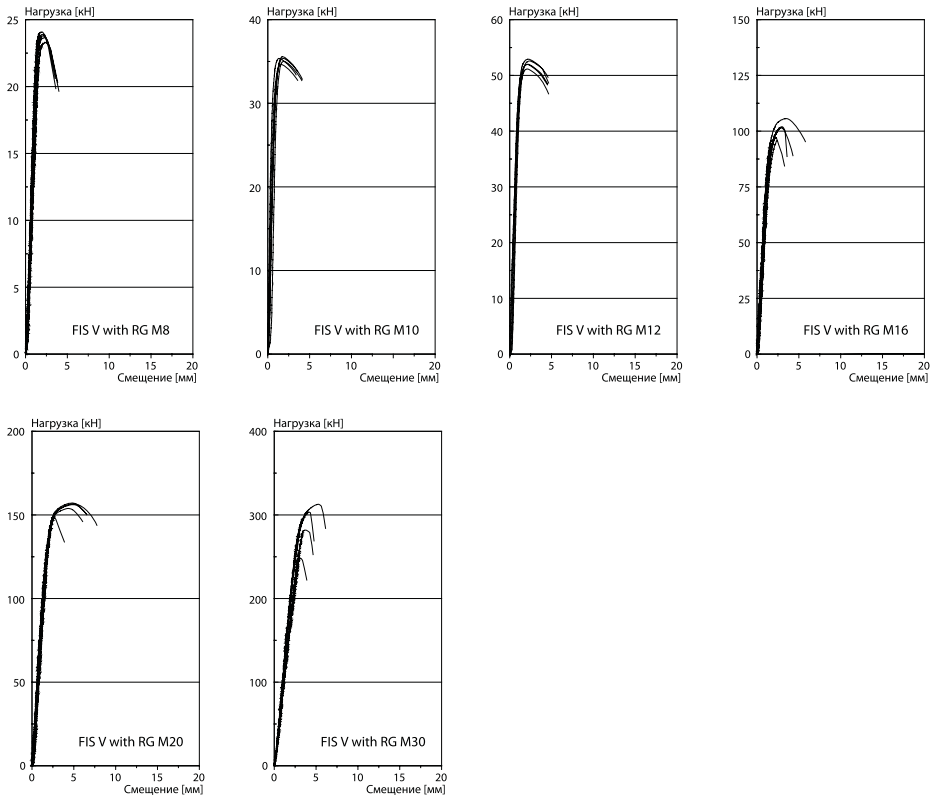 Нагрузка [кН]
25
20
15
10
5
0
FIS V with RG M8
0 5 10 15 20
Смещение [мм]
Нагрузка [кН]
40
30
20
10
0
FIS V with RG M10
0 5 10 15 20
Смещение [мм]
Нагрузка [кН]
60
50
40
30
20
10
0
FIS V with RG M12
0 5 10 15 20
Смещение [мм]
Нагрузка [кН]
150
125
100
75
50
25
0
FIS V with RG M16
0 5 10 15 20
Смещение [мм]
Нагрузка [кН]
200
150
100
50
0
FIS V with RG M20
0 5 10 15 20
Смещение [мм]
Нагрузка [кН]
400
300
200
100
0
FIS V with RG M30
0 5 10 15 20
Смещение [мм]